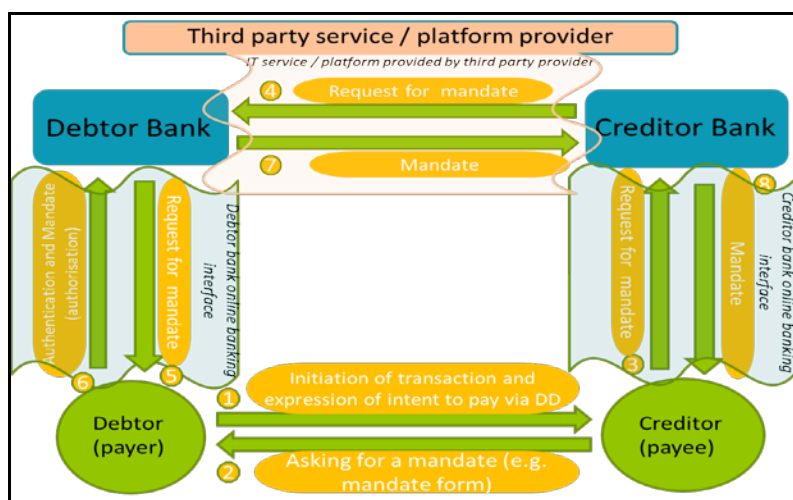 Third party service / platform provider
IT service / platform provided by third party provider
4
Request for mandate
Debtor Bank
Creditor Bank
7
Mandate
8
Authentication and Mandate
(authorisation)
Request for mandate
Debtor bank online banking
interface
Request for mandate
Mandate
Creditor bank online banking
interface
6
5
3
1
Initiation of transaction and
expression of intent to pay via DD
Debtor
(payer)
Creditor
(payee)
2
Asking for a mandate (e.g.
mandate form)